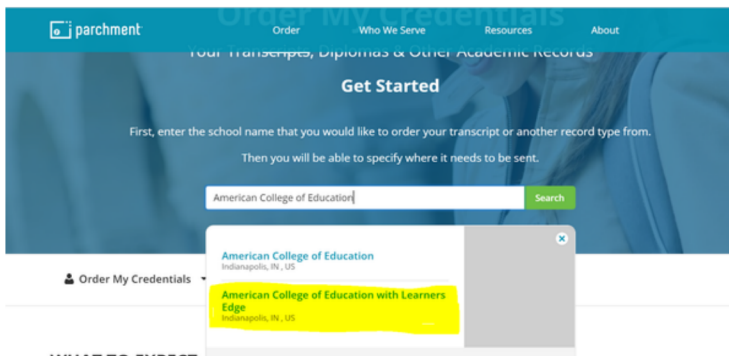 Order My Credentials
parchment
Order
Who We Serve
Resources
About
Your Transcripts, Diplomas & Other Academic Records
Get Started
First, enter the school name that you would like to order your transcript or another record type from.
Then you will be able to specify where it needs to be sent.
American College of Education
Search
American College of Education
Indianapolis, IN , US
Order My Credentials
American College of Education with Learners
Edge
Indianapolis, IN , US
WHAT TO EXPECT